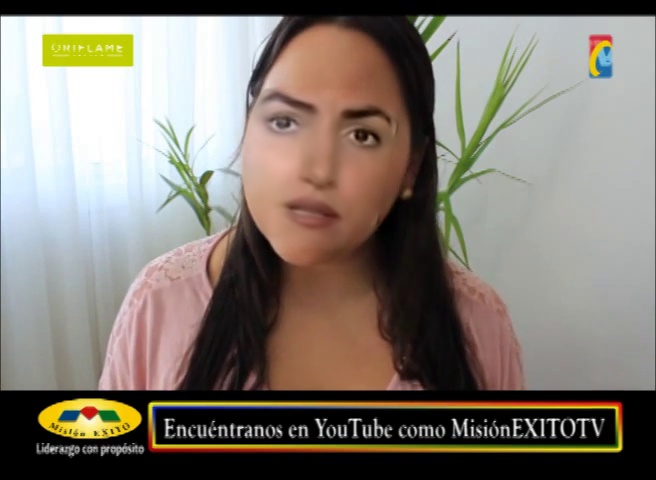 ORIFLAME
Misión EXITO
Liderazgo con propósito
Encuéntranos en YouTube como MisiónEXITOTV